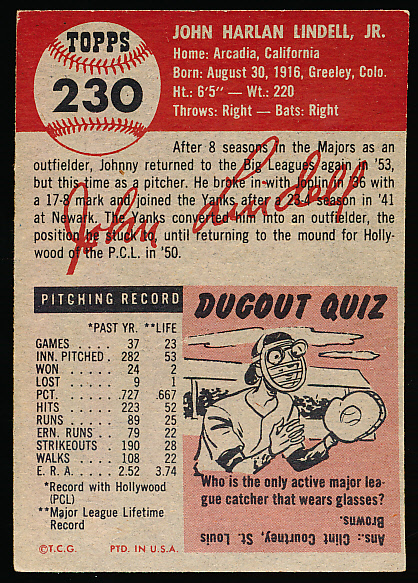 TOPPS
230
JOHN HARLAN LINDELL, JR.
Home: Arcadia, California
Born: August 30, 1916, Greeley, Colo.
Ht.: 6'5" — Wt.: 220
Throws: Right — Bats: Right
After 8 seasons in the Majors as an
outfielder, Johnny returned to the Big Leagues again in '53,
but this time as a pitcher. He broke in with Joplin in '36 with
a 17-8 mark and joined the Yanks after a 23-4 season in '41
at Newark. The Yanks converted him into an outfielder, the
position he stuck to, until returning to the mound for Holly-
wood of the P.C.L. in '50.
John Lindell
PITCHING RECORD
*PAST YR. **LIFE
GAMES . . . . 37 23
INN. PITCHED . 282 53
WON . . . . . 24 2
LOST . . . . . 9 1
PCT. . . . . . .727 .667
HITS . . . . . 223 52
RUNS . . . . . 89 25
ERN. RUNS . . 79 22
STRIKEOUTS . . 190 28
WALKS . . . . 108 22
E. R. A. . . . . 2.52 3.74
*Record with Hollywood
(PCL)
**Major League Lifetime
Record
©T.C.G. PTD. IN U.S.A.
DUGOUT QUIZ
Who is the only active major lea-
gue catcher that wears glasses?
Ans.: Clint Courtney, St. Louis
Browns.